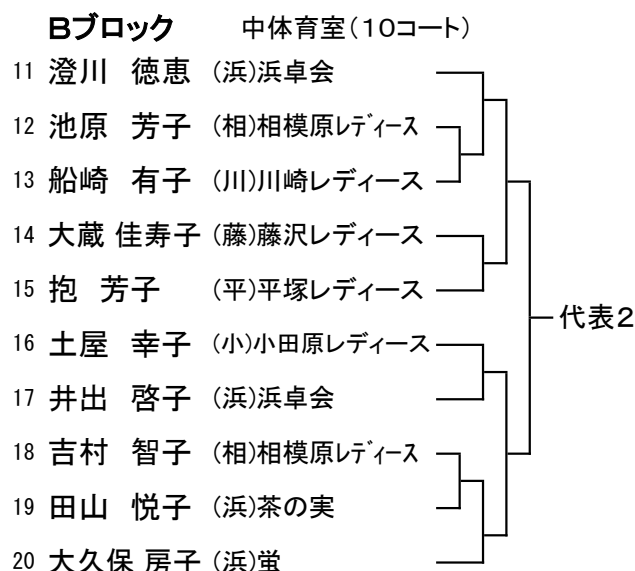 Bブロック 中体育室(10コート)
11 澄川 徳恵 (浜)浜卓会
12 池原 芳子 (相)相模原レディース
13 船崎 有子 (川)川崎レディース
14 大蔵 佳寿子 (藤)藤沢レディース
15 抱 芳子 (平)平塚レディース
代表2
16 土屋 幸子 (小)小田原レディース
17 井出 啓子 (浜)浜卓会
18 吉村 智子 (相)相模原レディース
19 田山 悦子 (浜)茶の実
20 大久保 房子 (浜)蛍